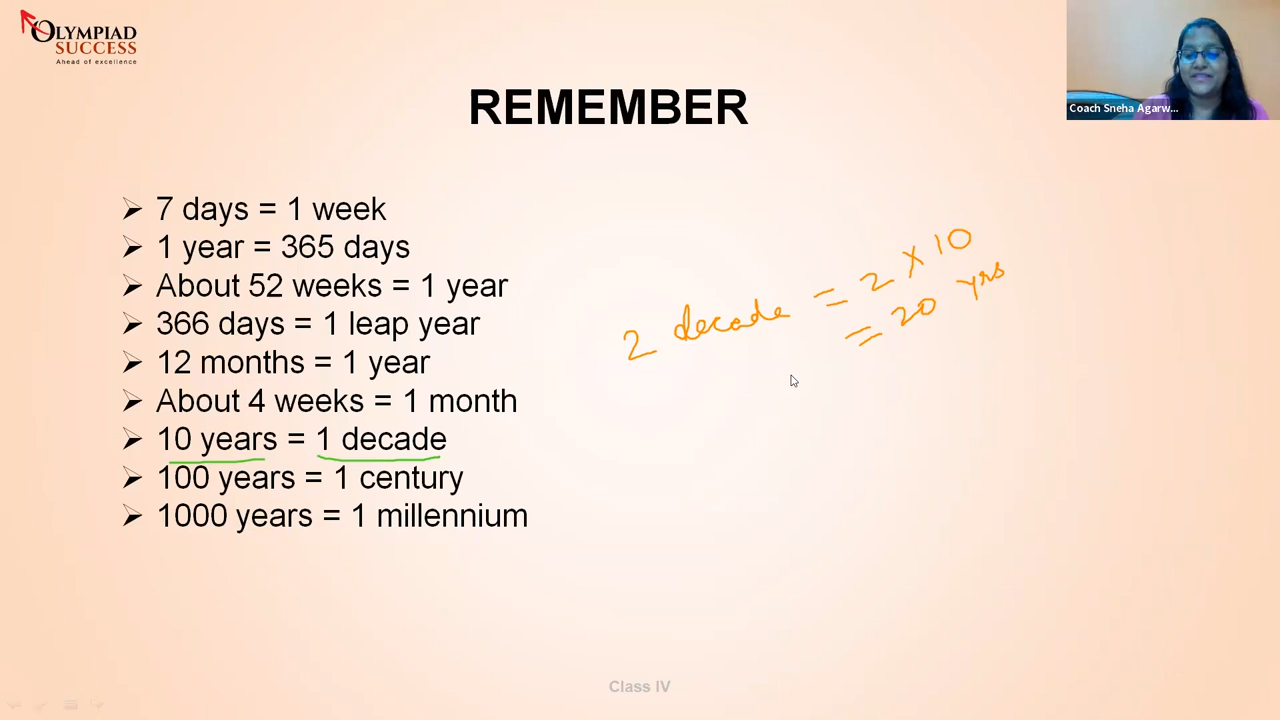 OLYMPIAD
SUCCESS
Ahead of excellence
Coach Sneha Agarw...
REMEMBER
7 days = 1 week
1 year = 365 days
About 52 weeks = 1 year
366 days = 1 leap year
12 months = 1 year
About 4 weeks = 1 month
10 years = 1 decade
100 years = 1 century
1000 years = 1 millennium
2 decade = 2 × 10
= 20 yrs
Class IV